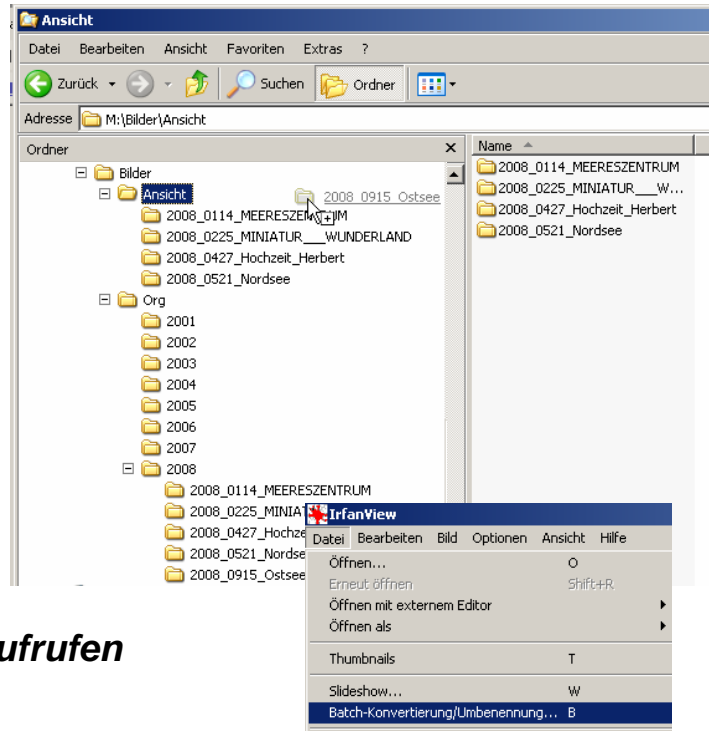 Ansicht
Datei Bearbeiten Ansicht Favoriten Extras ?
Zurück Suchen Ordner
Adresse M:\Bilder\Ansicht
Ordner
Bilder
Ansicht
2008_0915_Ostsee
2008_0114_MEERESZENTRUM
2008_0225_MINIATUR___WUNDERLAND
2008_0427_Hochzeit_Herbert
2008_0521_Nordsee
Org
2001
2002
2003
2004
2005
2006
2007
2008
2008_0114_MEERESZENTRUM
2008_0225_MINIAT
2008_0427_Hochze
2008_0521_Nordse
2008_0915_Ostsee
Name
2008_0114_MEERESZENTRUM
2008_0225_MINIATUR___W...
2008_0427_Hochzeit_Herbert
2008_0521_Nordsee
IrfanView
Datei Bearbeiten Bild Optionen Ansicht Hilfe
Öffnen... O
Erneut öffnen Shift+R
Öffnen mit externem Editor
Öffnen als
Thumbnails T
Slideshow... W
Batch-Konvertierung/Umbenennung... B
ufrufen